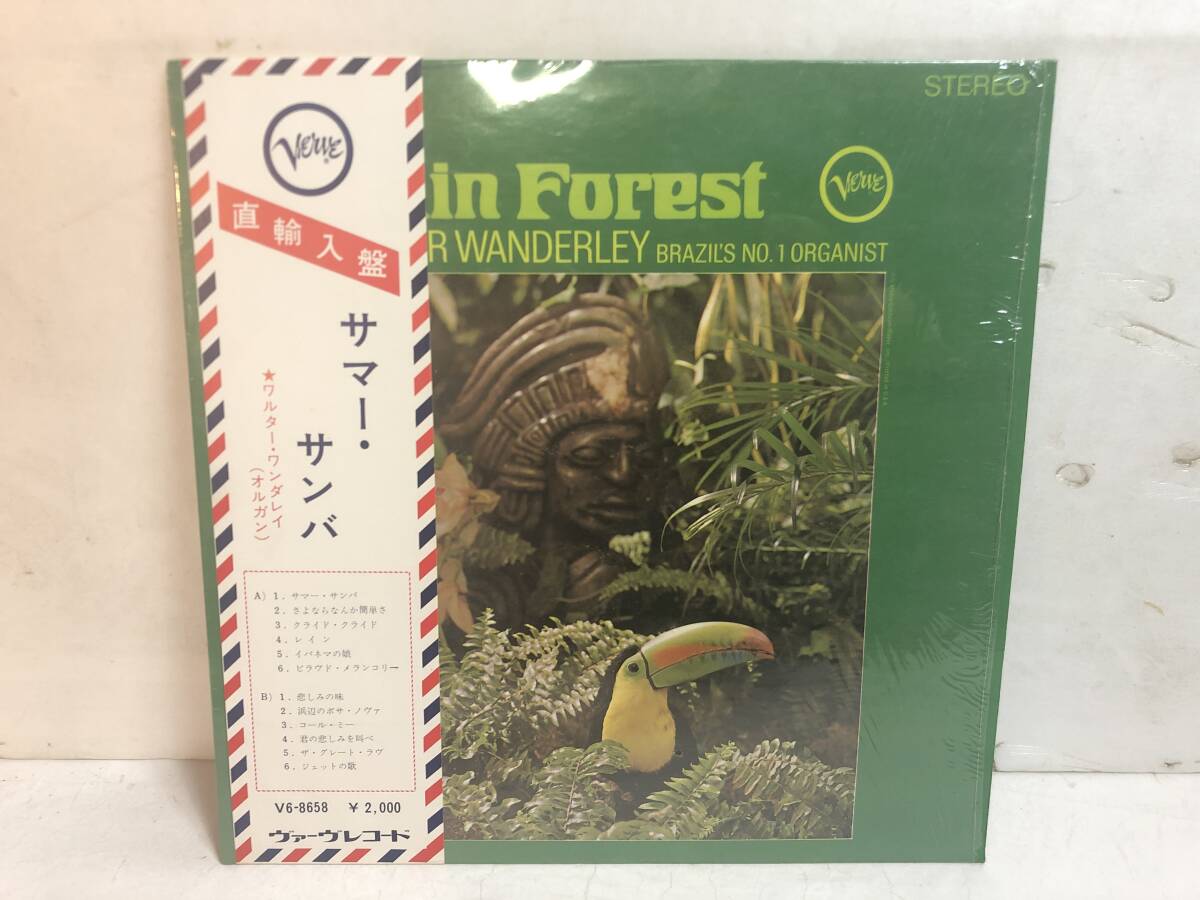 Verve
直輸入盤
サマー・
サンバ
★ワルター・ワンダレイ
(オルガン)
A) 1. サマー・サンバ
2. さよならなんか簡単さ
3. クライド・クライド
4. レイン
5. イパネマの娘
6. ビラヴド・メランコリー
B) 1. 悲しみの味
2. 浜辺のボサ・ノヴァ
3. コール・ミー
4. 君の悲しみを叫べ
5. ザ・グレート・ラヴ
6. ジェットの歌
V6-8658 ¥2,000
ヴァーヴレコード
STEREO
in Forest
Verve
R WANDERLEY BRAZIL'S NO. 1 ORGANIST